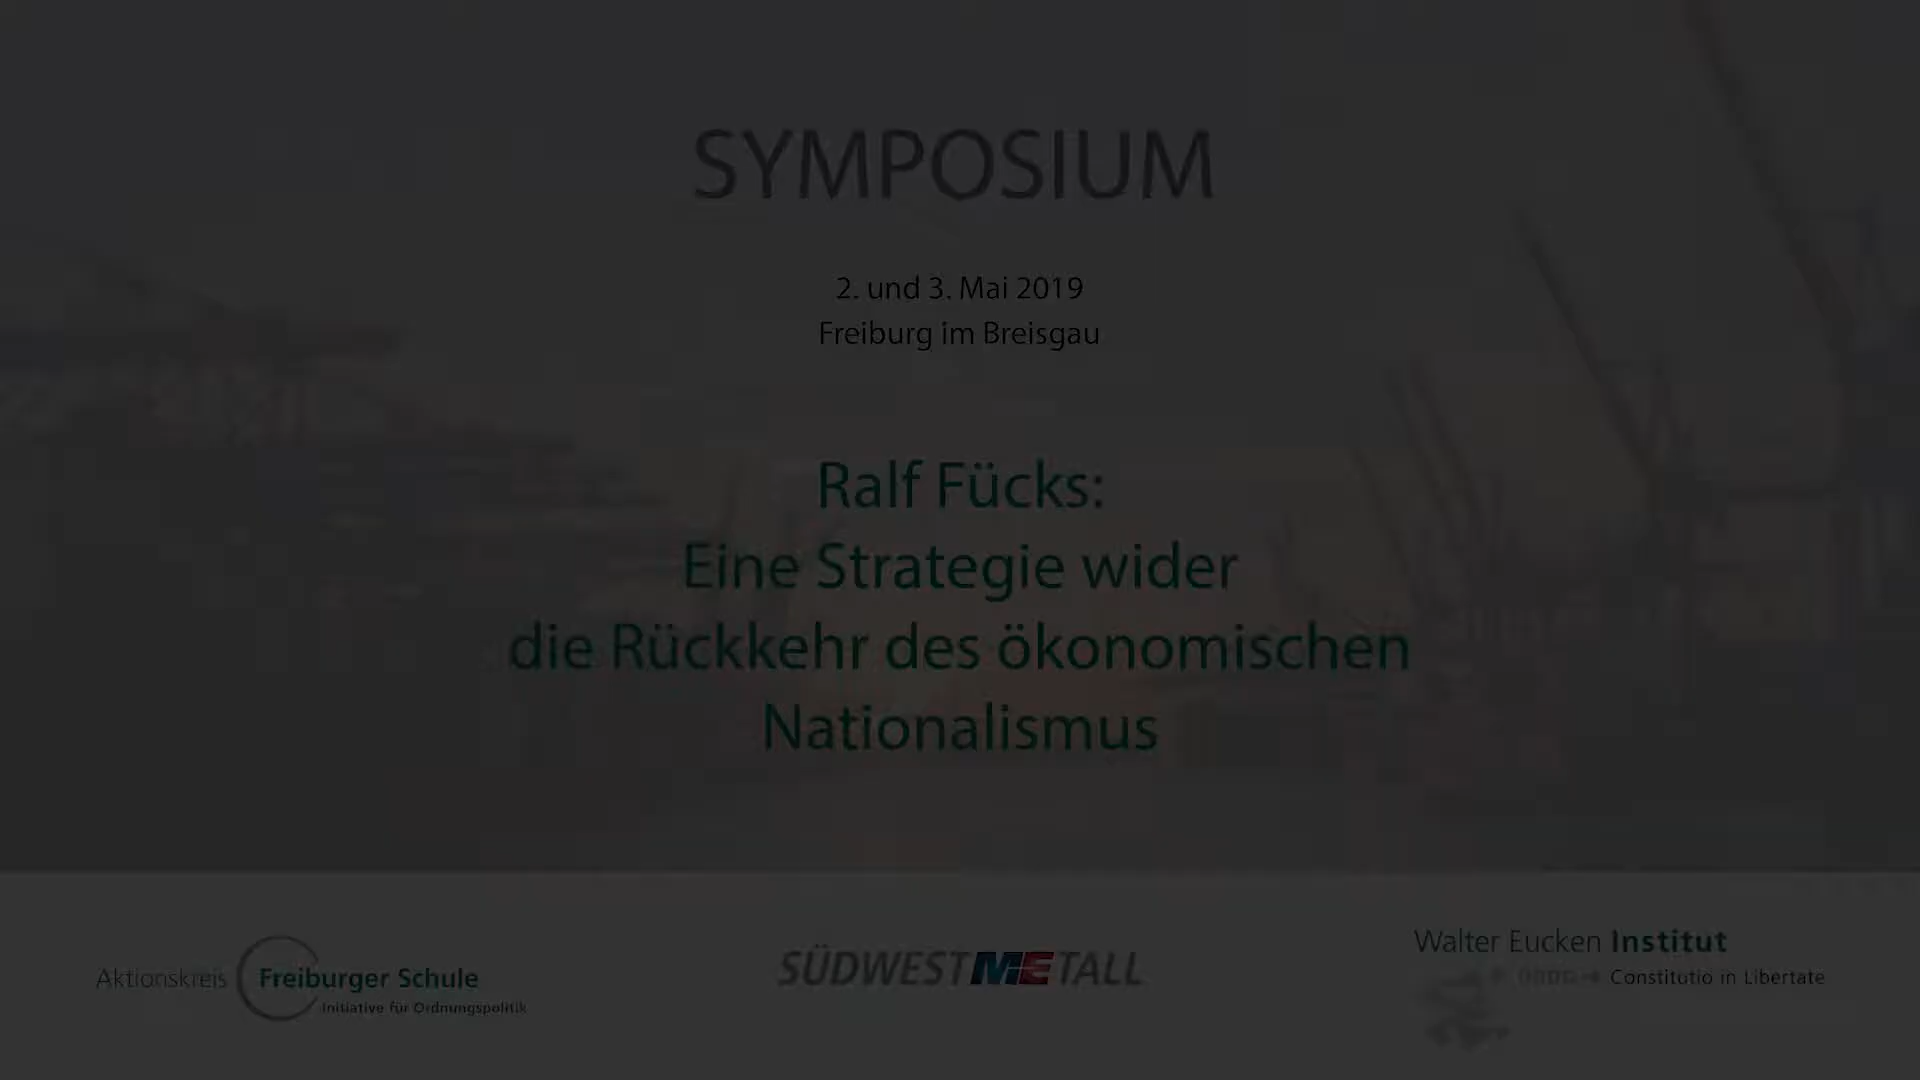 SYMPOSIUM
2. und 3. Mai 2019
Freiburg im Breisgau
Ralf Fücks:
Eine Strategie wider
die Rückkehr des ökonomischen
Nationalismus
Aktionskreis Freiburger Schule
Initiative für Ordnungspolitik
SÜDWESTMETALL
Walter Eucken Institut
Constitutio in Libertate